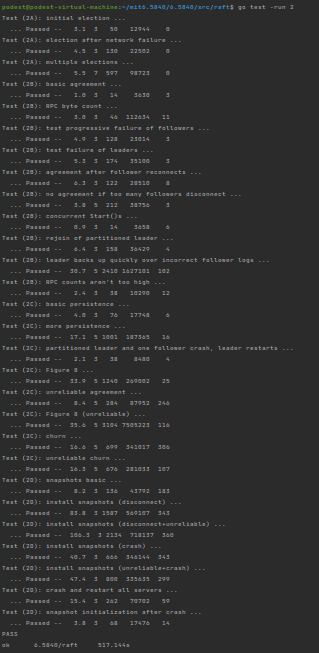 podest@podest-virtual-machine:~/mit6.5840/6.5840/src/raft$ go test -run 2
Test (2A): initial election ...
... Passed -- 3.1 3 50 12944 0
Test (2A): election after network failure ...
... Passed -- 4.5 3 130 22502 0
Test (2A): multiple elections ...
... Passed -- 5.5 7 597 98723 0
Test (2B): basic agreement ...
... Passed -- 1.0 3 14 3630 3
Test (2B): RPC byte count ...
... Passed -- 3.0 3 46 112634 11
Test (2B): test progressive failure of followers ...
... Passed -- 4.9 3 128 23014 3
Test (2B): test failure of leaders ...
... Passed -- 5.3 3 174 35100 3
Test (2B): agreement after follower reconnects ...
... Passed -- 6.3 3 122 28510 8
Test (2B): no agreement if too many followers disconnect ...
... Passed -- 3.8 5 212 38756 3
Test (2B): concurrent Start()s ...
... Passed -- 0.9 3 14 3658 6
Test (2B): rejoin of partitioned leader ...
... Passed -- 6.4 3 158 36429 4
Test (2B): leader backs up quickly over incorrect follower logs ...
... Passed -- 30.7 5 2410 1627101 102
Test (2B): RPC counts aren't too high ...
... Passed -- 2.4 3 38 10290 12
Test (2C): basic persistence ...
... Passed -- 4.0 3 76 17748 6
Test (2C): more persistence ...
... Passed -- 17.1 5 1001 187365 16
Test (2C): partitioned leader and one follower crash, leader restarts ...
... Passed -- 2.1 3 38 8480 4
Test (2C): Figure 8 ...
... Passed -- 33.9 5 1240 269002 25
Test (2C): unreliable agreement ...
... Passed -- 8.4 5 284 87952 246
Test (2C): Figure 8 (unreliable) ...
... Passed -- 35.6 5 3104 7505223 116
Test (2C): churn ...
... Passed -- 16.6 5 699 341017 306
Test (2C): unreliable churn ...
... Passed -- 16.3 5 676 281033 107
Test (2D): snapshots basic ...
... Passed -- 8.2 3 136 43792 183
Test (2D): install snapshots (disconnect) ...
... Passed -- 83.8 3 1587 569107 343
Test (2D): install snapshots (disconnect+unreliable) ...
... Passed -- 106.3 3 2134 718137 360
Test (2D): install snapshots (crash) ...
... Passed -- 40.7 3 666 346144 343
Test (2D): install snapshots (unreliable+crash) ...
... Passed -- 47.4 3 800 335635 299
Test (2D): crash and restart all servers ...
... Passed -- 15.4 3 262 70702 59
Test (2D): snapshot initialization after crash ...
... Passed -- 3.8 3 68 17476 14
PASS
ok 6.5840/raft 517.144s